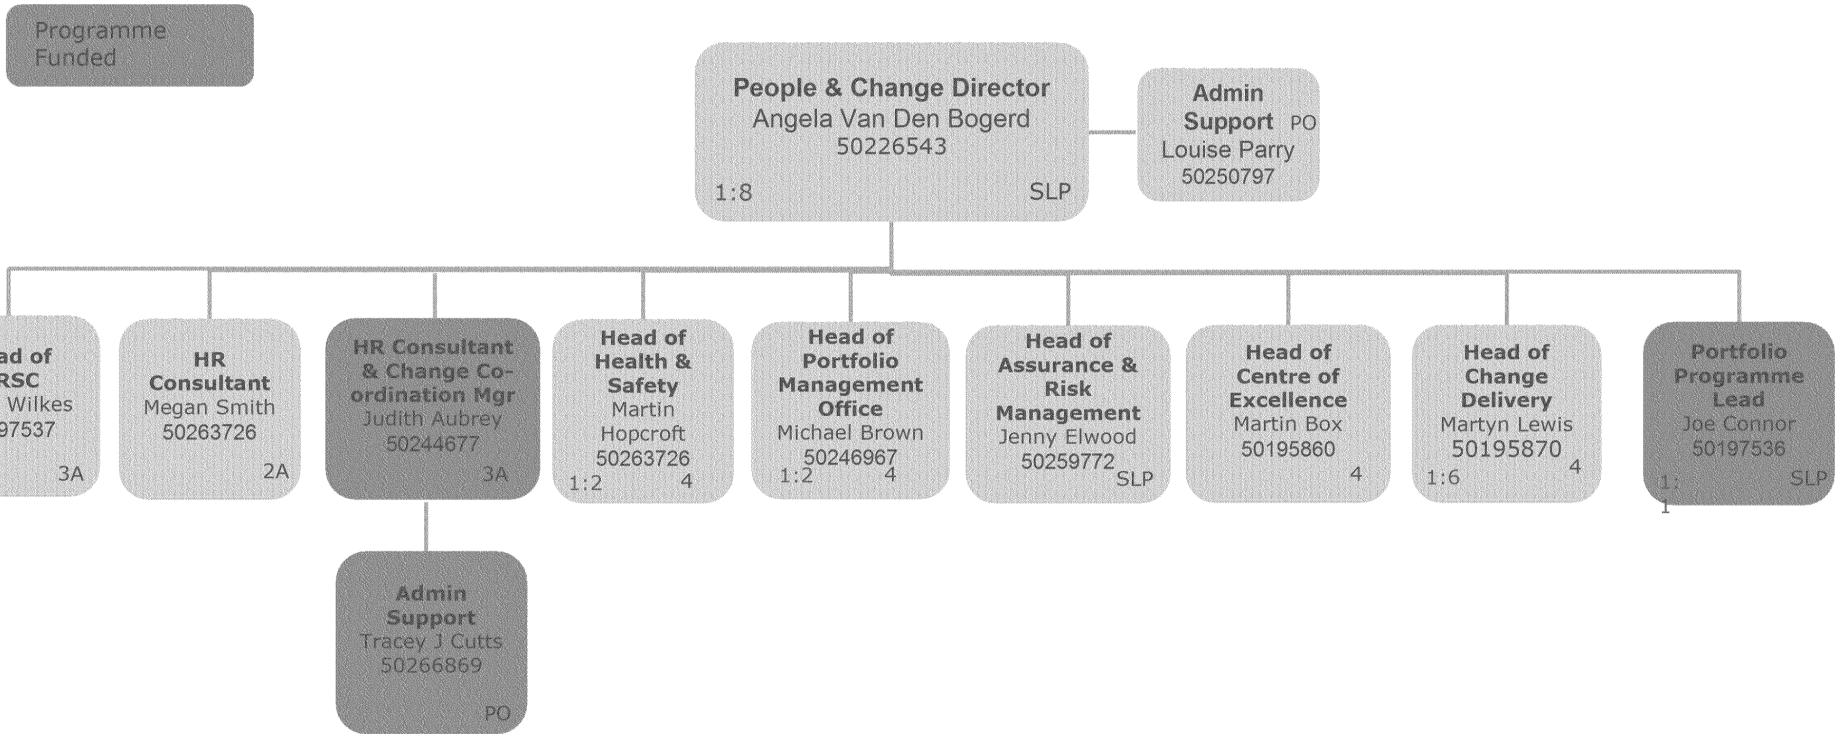 Programme
Funded
People & Change Director
Angela Van Den Bogerd
50226543
1:8 SLP
Admin
Support PO
Louise Parry
50250797
ad of
RSC
Wilkes
97537
3A
HR
Consultant
Megan Smith
50263726
2A
HR Consultant
& Change Co-
ordination Mgr
Judith Aubrey
50244677
3A
Head of
Health &
Safety
Martin
Hopcroft
50263726
1:2 4
Head of
Portfolio
Management
Office
Michael Brown
50246967
1:2 4
Head of
Assurance &
Risk
Management
Jenny Elwood
50259772
SLP
Head of
Centre of
Excellence
Martin Box
50195860
4
Head of
Change
Delivery
Martyn Lewis
50195870
1:6 4
Portfolio
Programme
Lead
Joe Connor
50197536
1: SLP
1
Admin
Support
Tracey J Cutts
50266869
PO